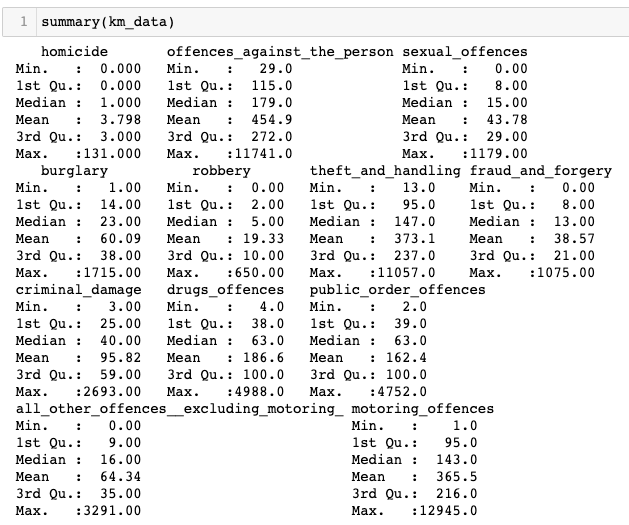 1 summary(km_data)
homicide offences_against_the_person sexual_offences
Min. : 0.000 Min. : 29.0 Min. : 0.00
1st Qu.: 0.000 1st Qu.: 115.0 1st Qu.: 8.00
Median : 1.000 Median : 179.0 Median : 15.00
Mean : 3.798 Mean : 454.9 Mean : 43.78
3rd Qu.: 3.000 3rd Qu.: 272.0 3rd Qu.: 29.00
Max. :131.000 Max. :11741.0 Max. :1179.00
burglary robbery theft_and_handling fraud_and_forgery
Min. : 1.00 Min. : 0.00 Min. : 13.0 Min. : 0.00
1st Qu.: 14.00 1st Qu.: 2.00 1st Qu.: 95.0 1st Qu.: 8.00
Median : 23.00 Median : 5.00 Median : 147.0 Median : 13.00
Mean : 60.09 Mean : 19.33 Mean : 373.1 Mean : 38.57
3rd Qu.: 38.00 3rd Qu.: 10.00 3rd Qu.: 237.0 3rd Qu.: 21.00
Max. :1715.00 Max. :650.00 Max. :11057.0 Max. :1075.00
criminal_damage drugs_offences public_order_offences
Min. : 3.00 Min. : 4.0 Min. : 2.0
1st Qu.: 25.00 1st Qu.: 38.0 1st Qu.: 39.0
Median : 40.00 Median : 63.0 Median : 63.0
Mean : 95.82 Mean : 186.6 Mean : 162.4
3rd Qu.: 59.00 3rd Qu.: 100.0 3rd Qu.: 100.0
Max. :2693.00 Max. :4988.0 Max. :4752.0
all_other_offences__excluding_motoring_ motoring_offences
Min. : 0.00 Min. : 1.0
1st Qu.: 9.00 1st Qu.: 95.0
Median : 16.00 Median : 143.0
Mean : 64.34 Mean : 365.5
3rd Qu.: 35.00 3rd Qu.: 216.0
Max. :3291.00 Max. :12945.0